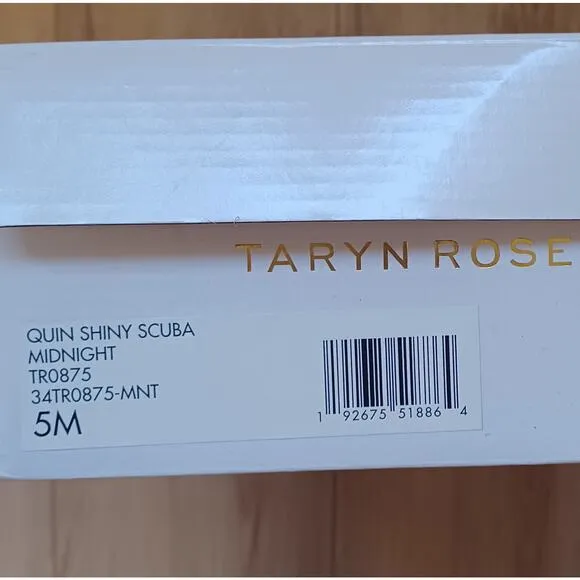 TARYN ROSE
QUIN SHINY SCUBA
MIDNIGHT
TR0875
34TR0875-MNT
5M
1 92675 51886 4